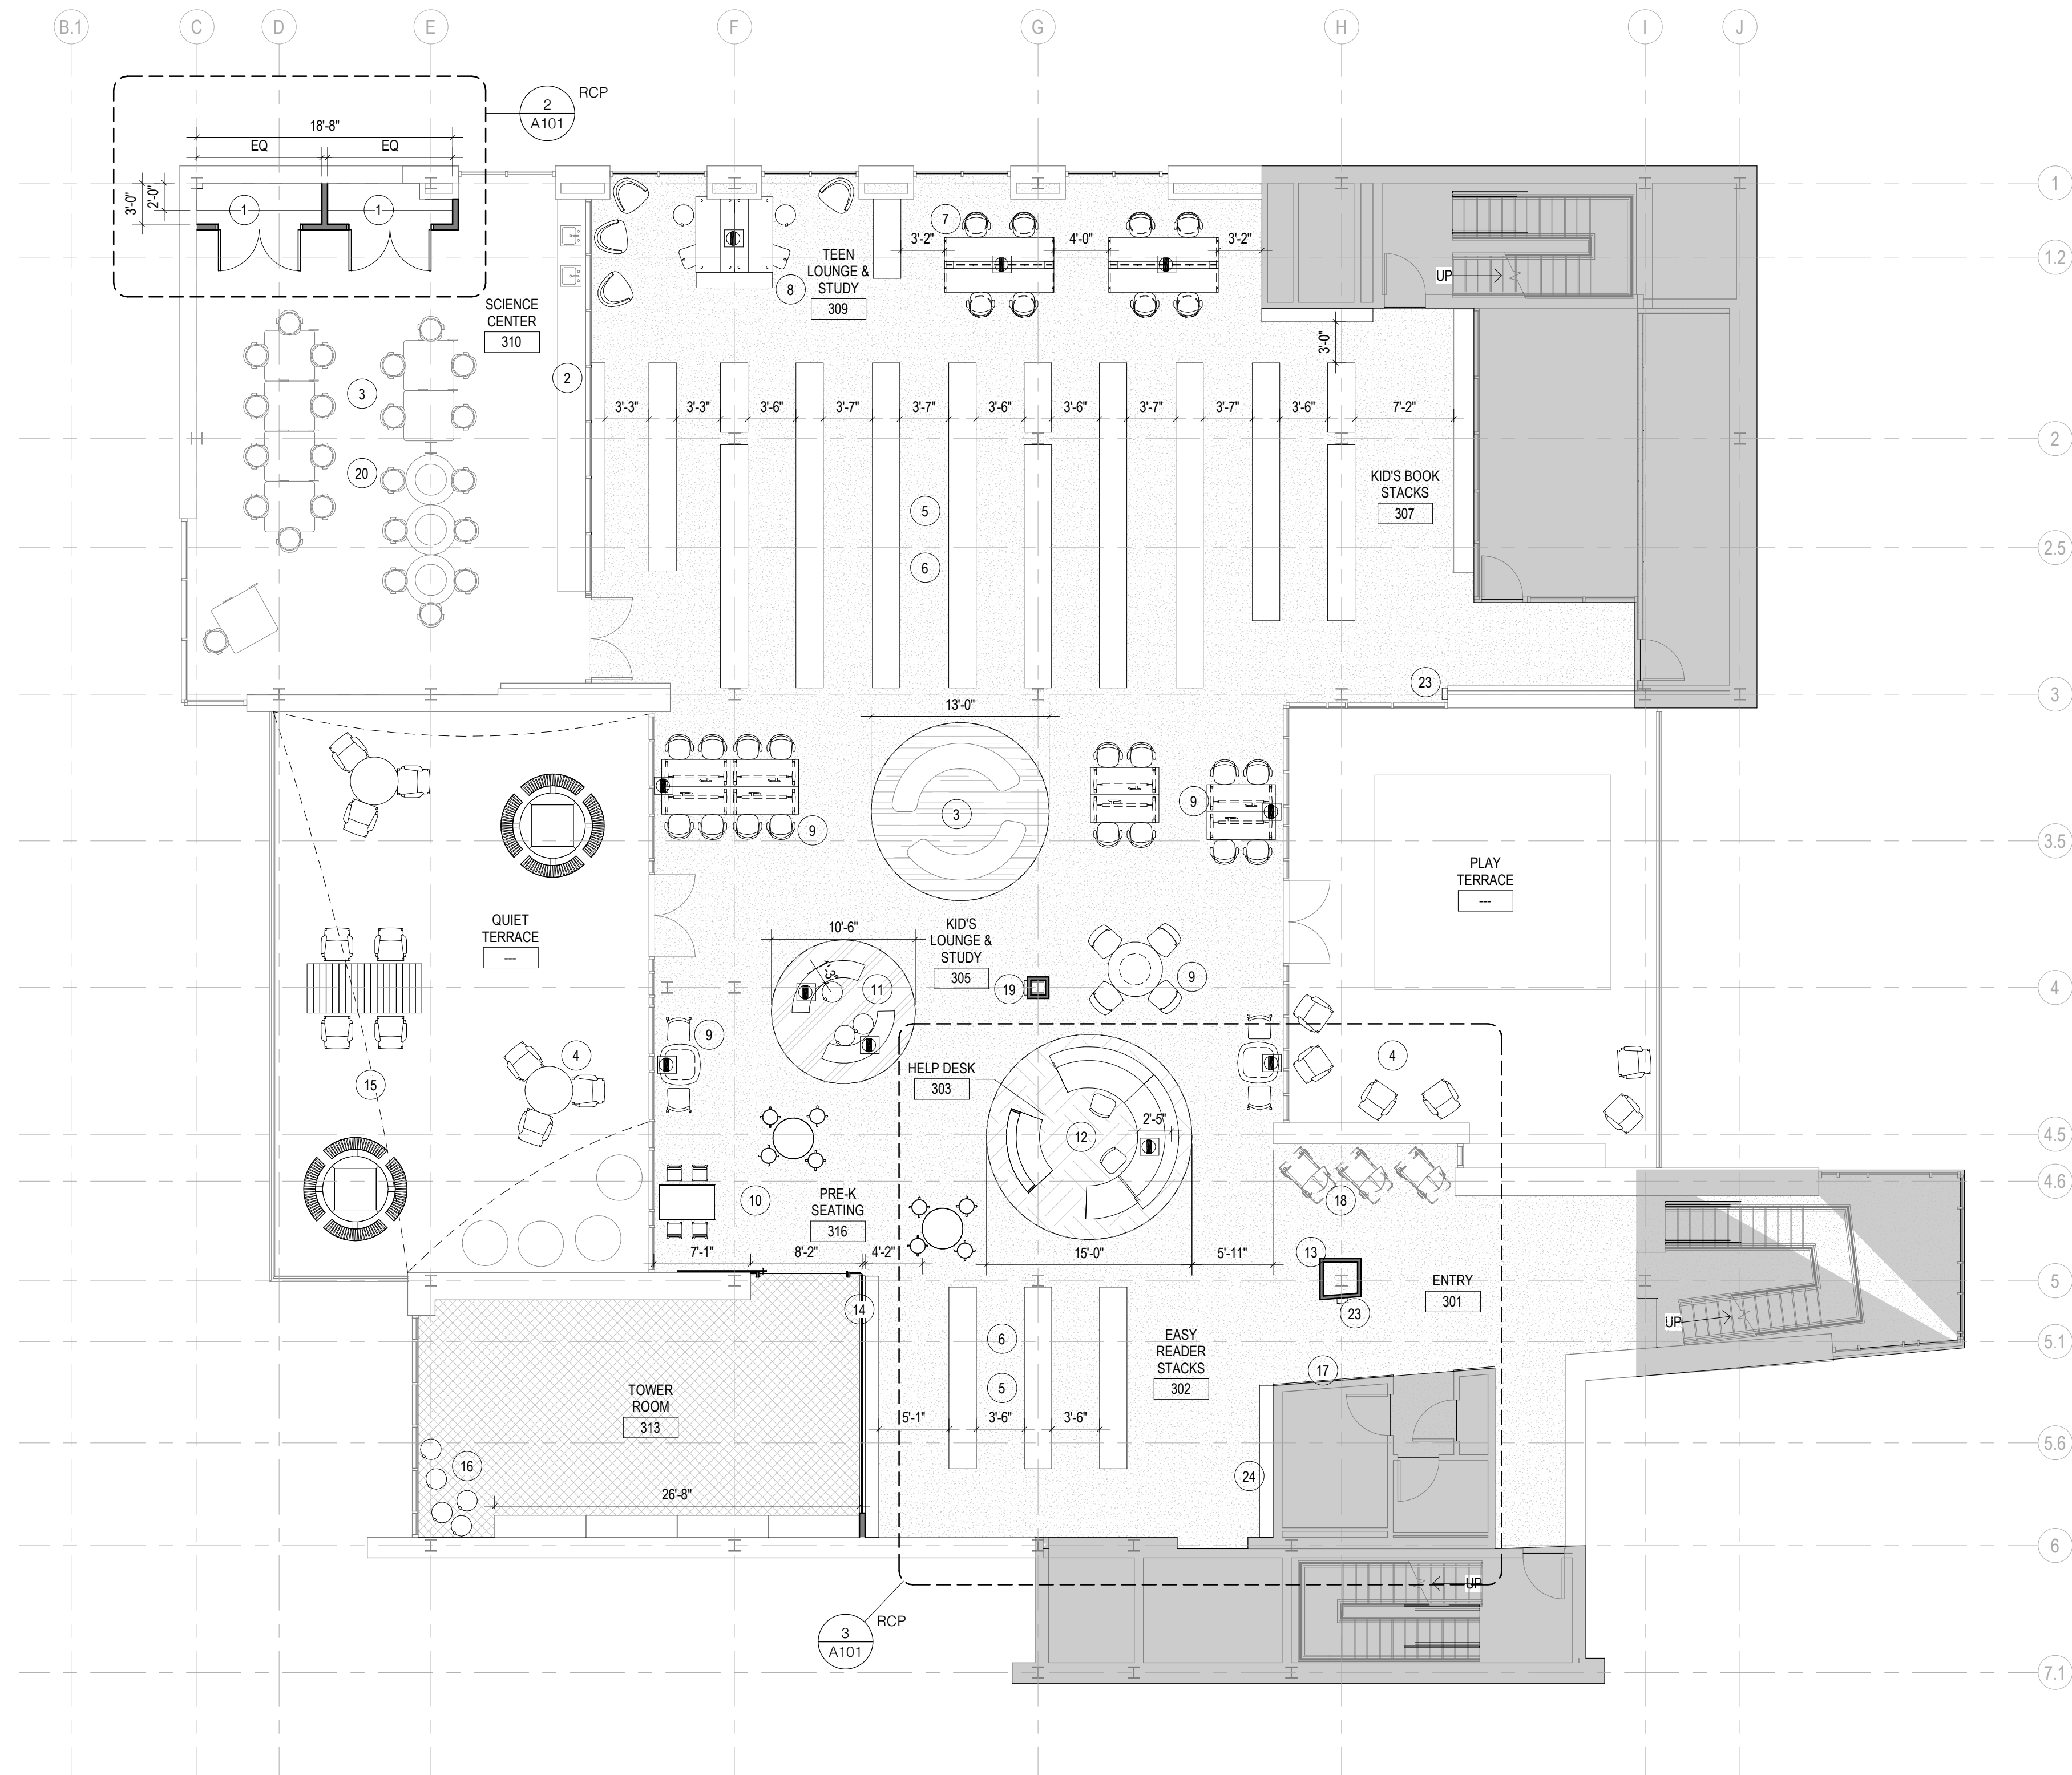 B.1 C D E F G H I J
RCP
2
A101
18'-8"
EQ EQ
3'-0" 2'-0"
1 1
1
7
3'-2" 4'-0" 3'-2"
TEEN
LOUNGE &
STUDY
309
8
UP
1.2
SCIENCE
CENTER
310
3'-0"
2
3
3'-3" 3'-3" 3'-6" 3'-7" 3'-7" 3'-6" 3'-6" 3'-7" 3'-7" 3'-6" 7'-2"
2
20
KID'S BOOK
STACKS
307
5
2.5
6
23
3
13'-0"
9
3
9
3.5
PLAY
TERRACE
---
QUIET
TERRACE
---
10'-6"
KID'S
LOUNGE &
STUDY
305
1'-3"
11
19
9
4
9
4
4
HELP DESK
303
15
2'-5"
12
4.5
10
PRE-K
SEATING
316
18
4.6
7'-1" 8'-2" 4'-2"
15'-0" 5'-11"
13
ENTRY
301
5
14
23
UP
6
EASY
READER
STACKS
302
5.1
17
TOWER
ROOM
313
5
5'-1" 3'-6" 3'-6"
5.6
16
24
26'-8"
6
UP
RCP
3
A101
7.1